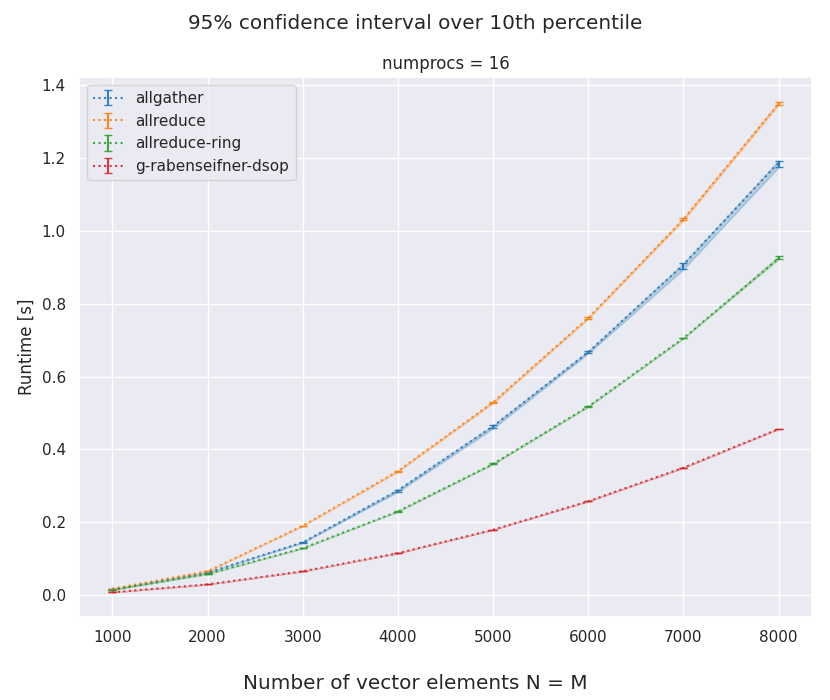 95% confidence interval over 10th percentile
numprocs = 16
allgather
allreduce
allreduce-ring
g-rabenseifner-dsop
Runtime [s]
1.4
1.2
1.0
0.8
0.6
0.4
0.2
0.0
1000 2000 3000 4000 5000 6000 7000 8000
Number of vector elements N = M